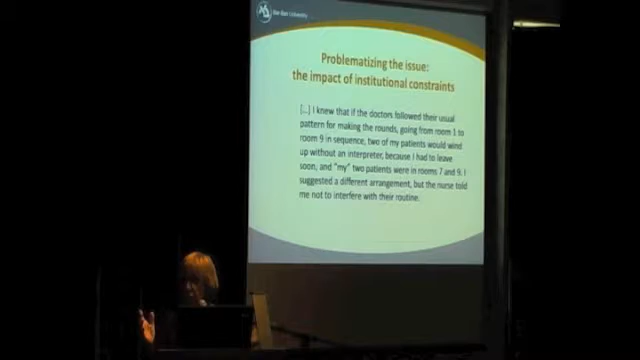 Bar-Ilan University
Problematizing the issue:
the impact of institutional constraints
[...] I knew that if the doctors followed their usual
pattern for making the rounds, going from room 1 to
room 9 in sequence, two of my patients would wind
up without an interpreter, because I had to leave
soon, and "my" two patients were in rooms 7 and 9. I
suggested a different arrangement, but the nurse told
me not to interfere with their routine.